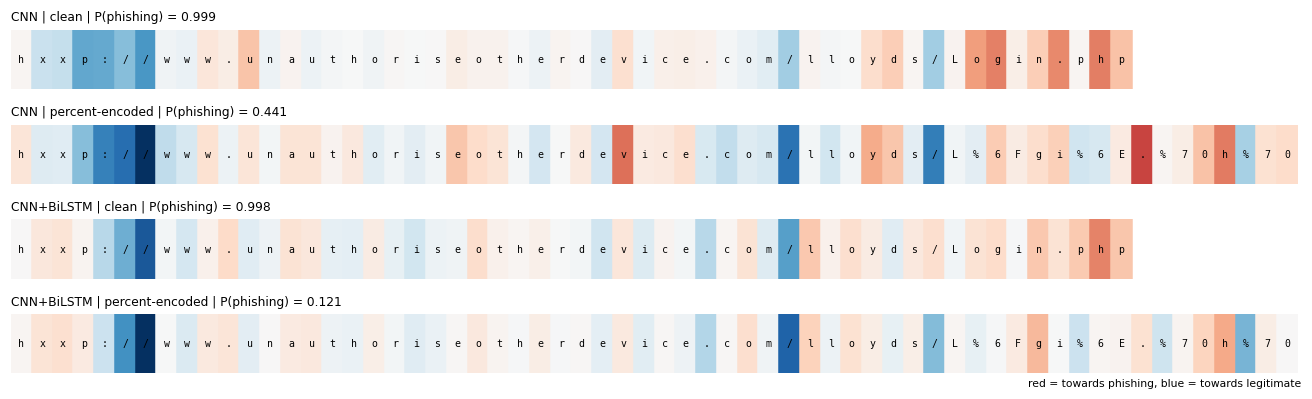 CNN | clean | P(phishing) = 0.999
h x x p : / / w w w . u n a u t h o r i s e o t h e r d e v i c e . c o m / l l o y d s / L o g i n . p h p
CNN | percent-encoded | P(phishing) = 0.441
h x x p : / / w w w . u n a u t h o r i s e o t h e r d e v i c e . c o m / l l o y d s / L % 6 F g i % 6 E . % 7 0 h % 7 0
CNN+BiLSTM | clean | P(phishing) = 0.998
h x x p : / / w w w . u n a u t h o r i s e o t h e r d e v i c e . c o m / l l o y d s / L o g i n . p h p
CNN+BiLSTM | percent-encoded | P(phishing) = 0.121
h x x p : / / w w w . u n a u t h o r i s e o t h e r d e v i c e . c o m / l l o y d s / L % 6 F g i % 6 E . % 7 0 h % 7 0
red = towards phishing, blue = towards legitimate